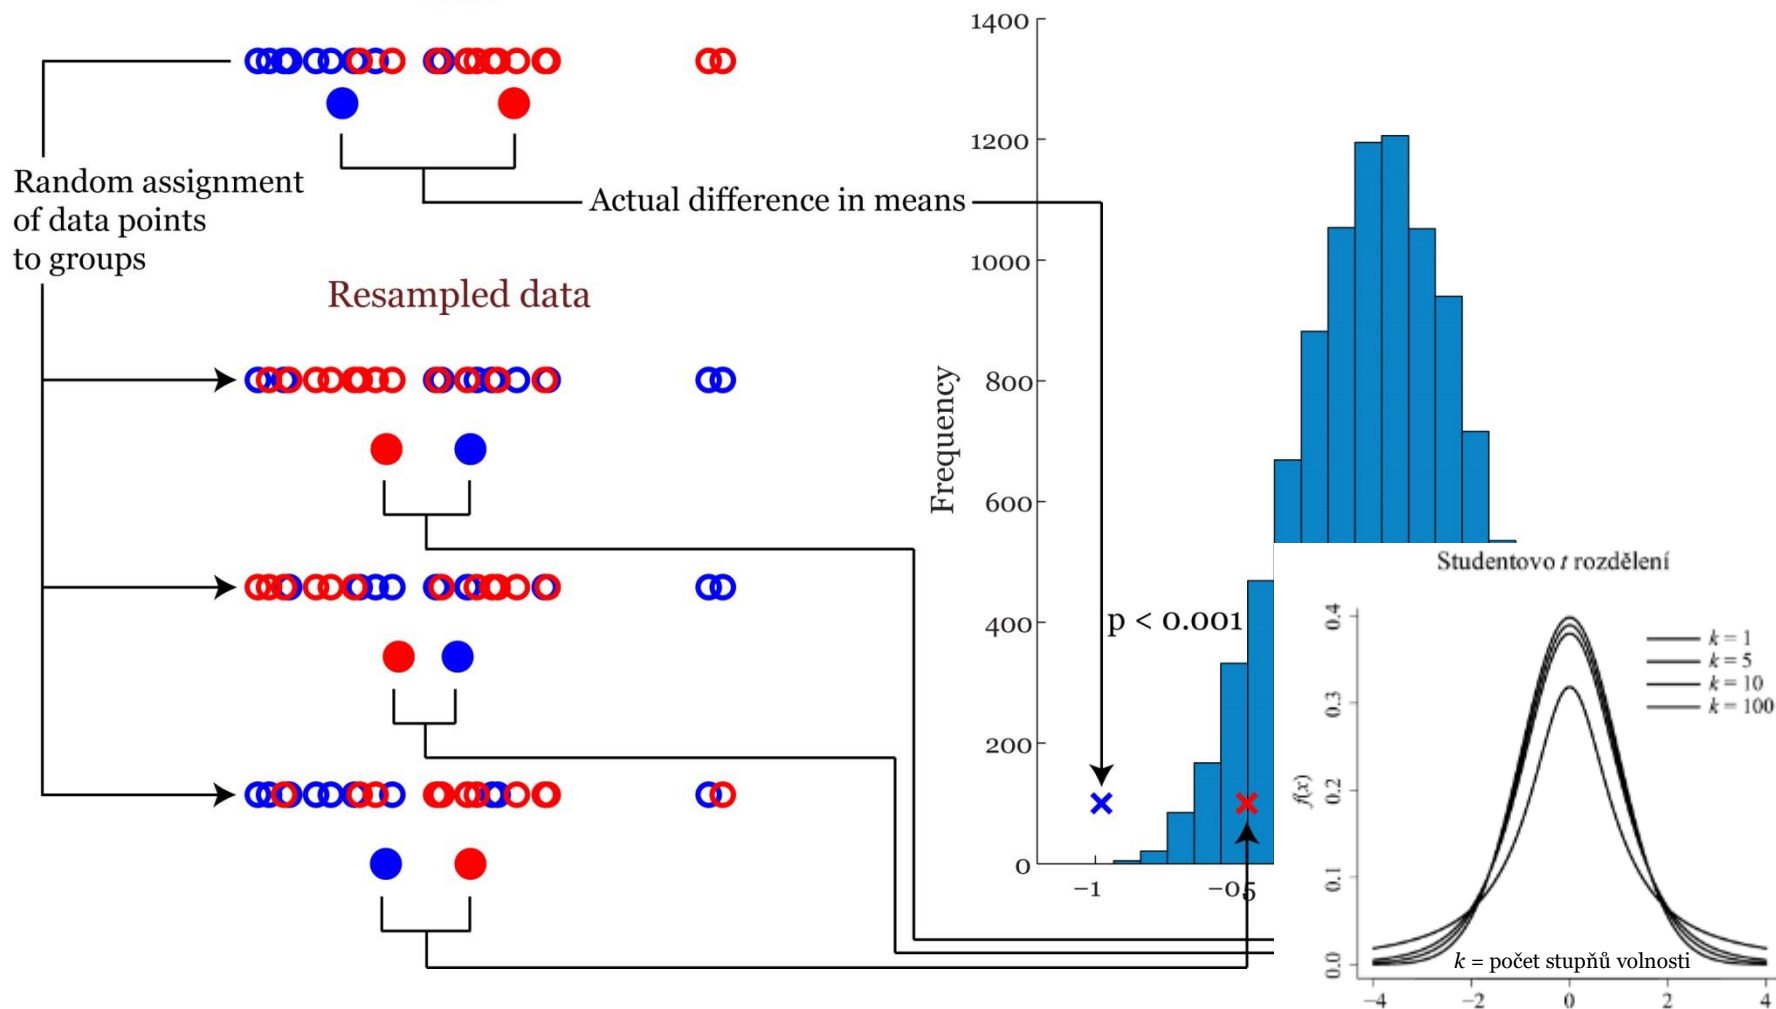 Random assignment
of data points
to groups
Actual difference in means
Resampled data
1400
1200
1000
800
600
400
200
0
Frequency
−1
−05
p < 0.001
Studentovo t rozdělení
0.4
0.3
0.2
0.1
0.0
f(x)
k = 1
k = 5
k = 10
k = 100
k = počet stupňů volnosti
−4
−2
0
2
4